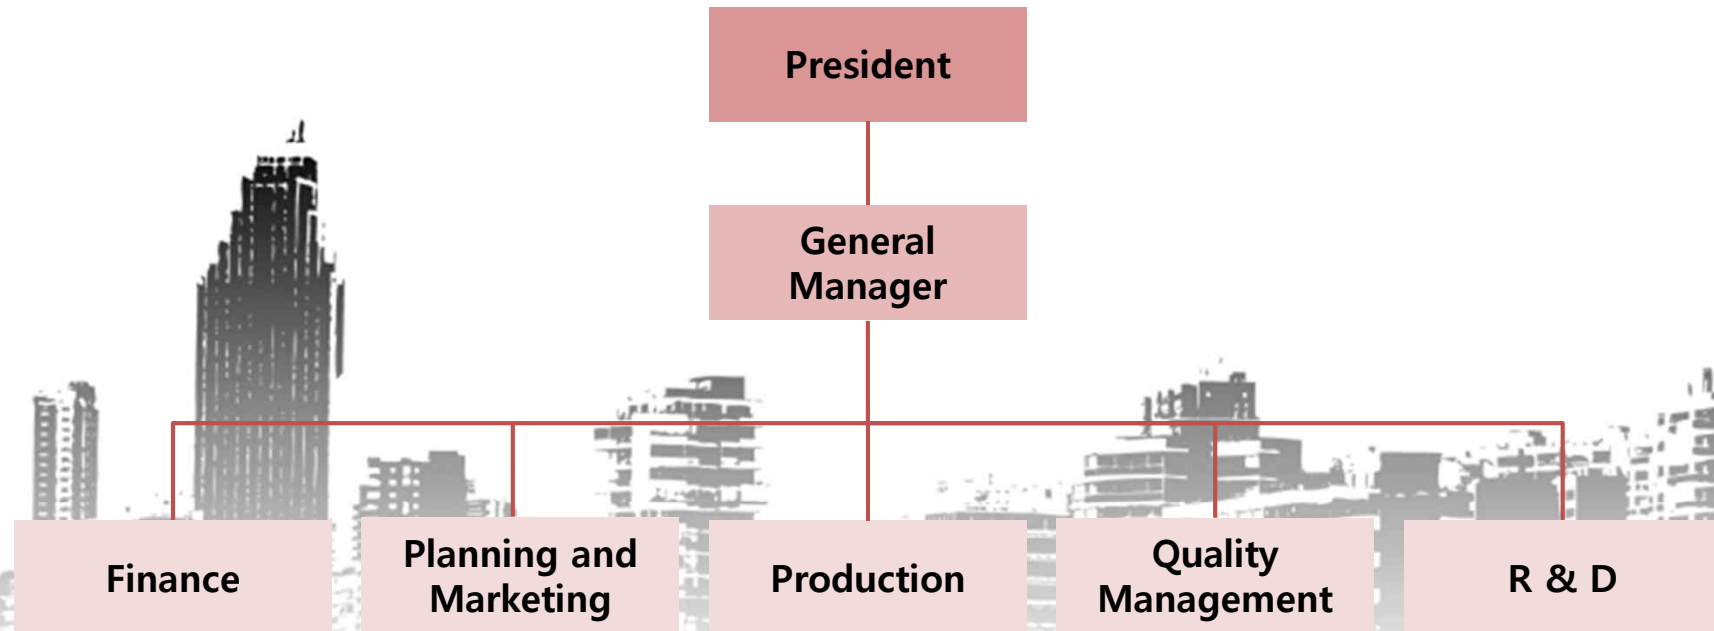 President
General
Manager
Finance
Planning and
Marketing
Production
Quality
Management
R & D